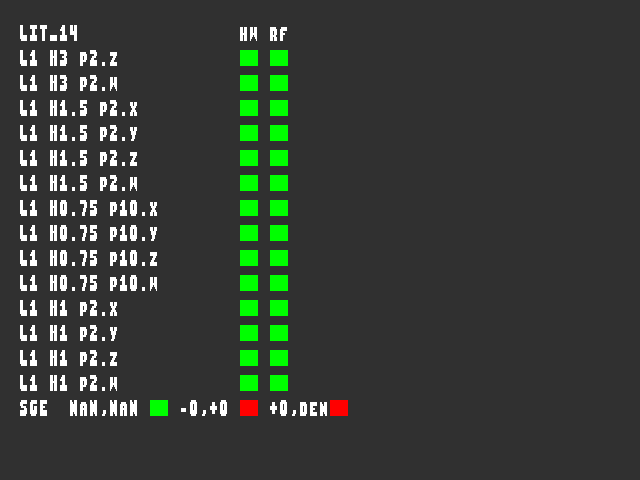 LIT_14 HW RF
L1 H3 p2.z
L1 H3 p2.w
L1 H1.5 p2.x
L1 H1.5 p2.y
L1 H1.5 p2.z
L1 H1.5 p2.w
L1 H0.75 p10.x
L1 H0.75 p10.y
L1 H0.75 p10.z
L1 H0.75 p10.w
L1 H1 p2.x
L1 H1 p2.y
L1 H1 p2.z
L1 H1 p2.w
SGE NaN,NaN -0,+0 +0,DEN